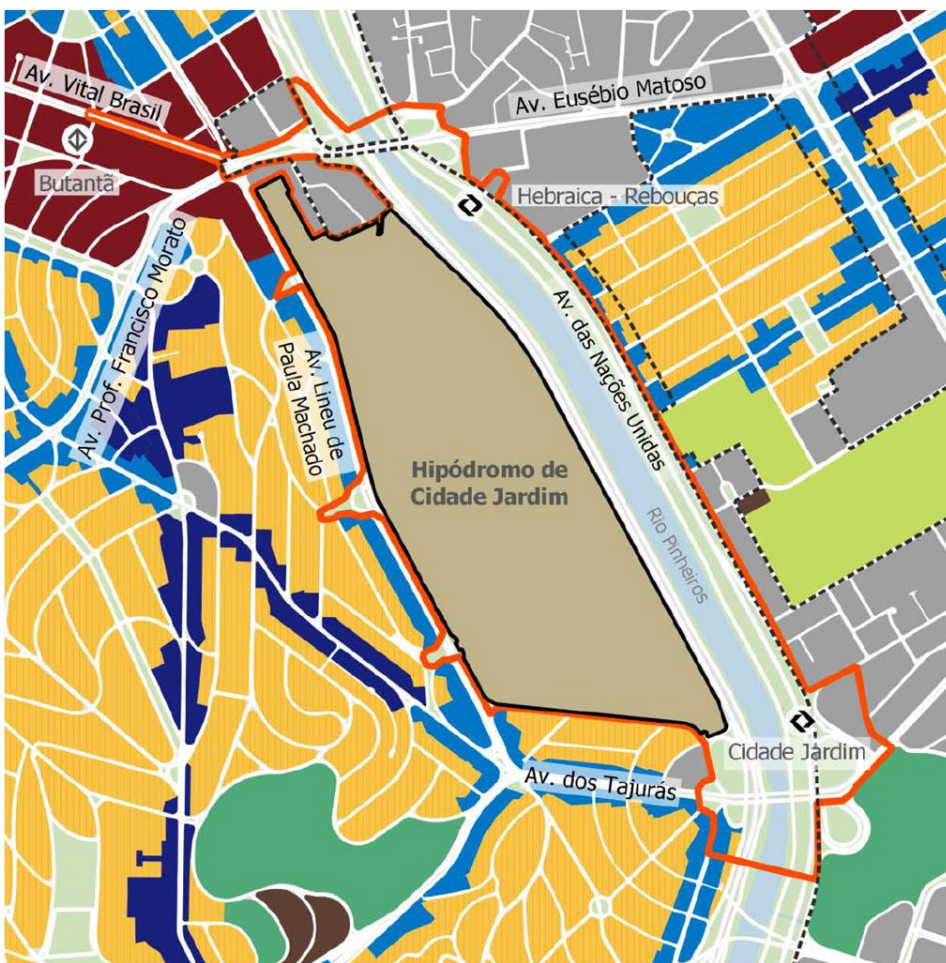 Av. Vital Brasil
Av. Eusébio Matoso
Butantã
Hebraica - Rebouças
Av. Prof. Francisco Morato
Av. Lineu de
Paula Machado
Av. das Nações Unidas
Hipódromo de
Cidade Jardim
Rio Pinheiros
Cidade Jardim
Av. dos Tajurás